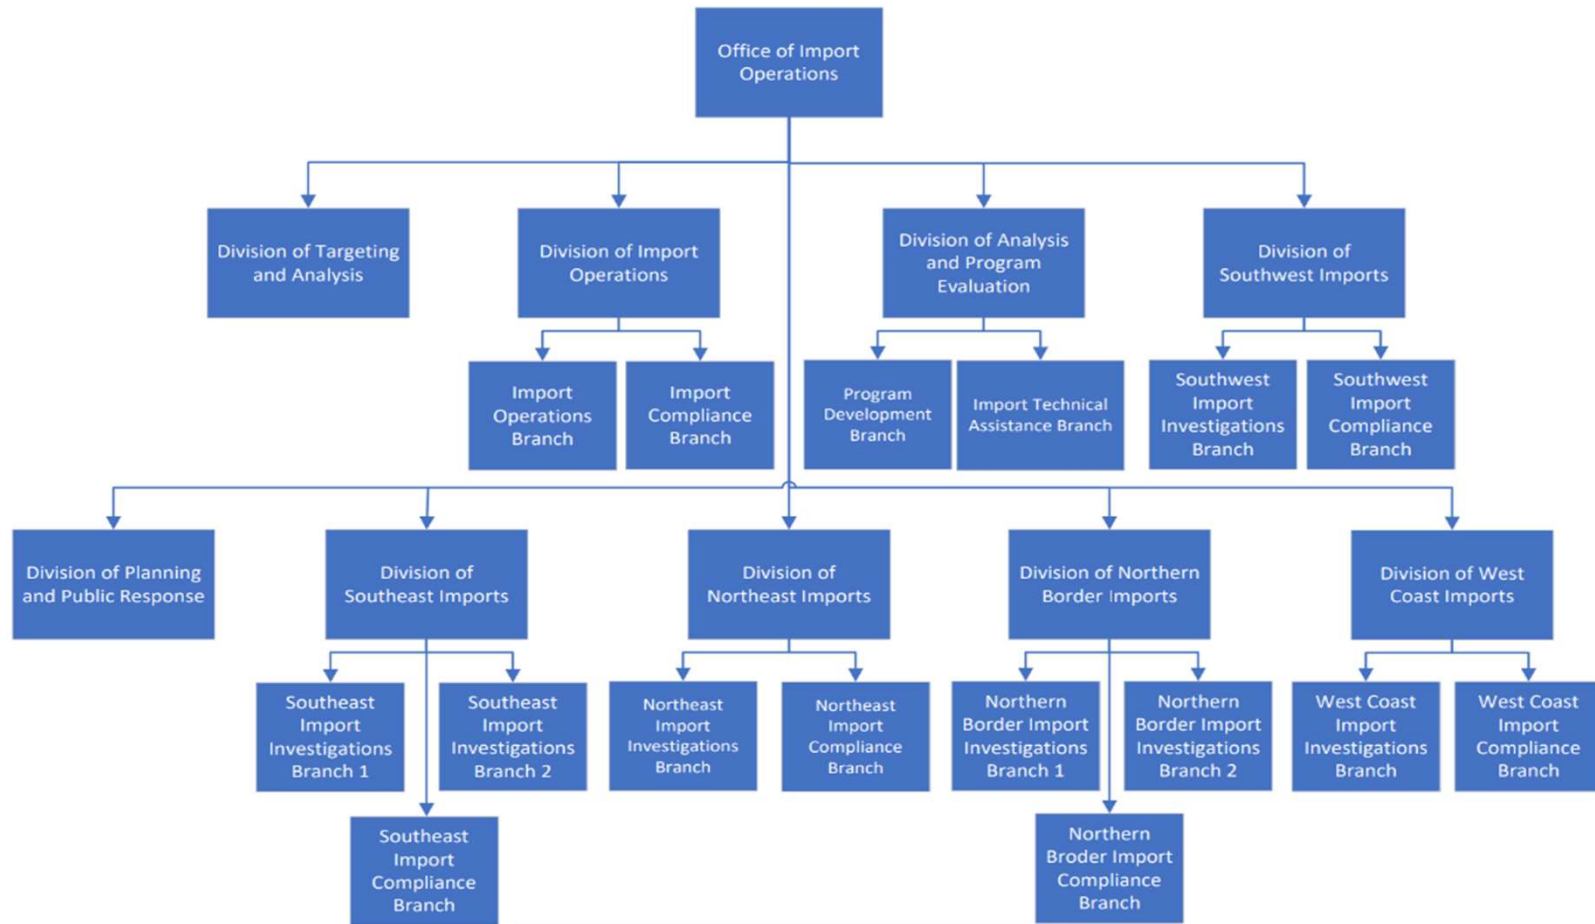 Office of Import
Operations
Division of Targeting
and Analysis
Division of Import
Operations
Division of Analysis
and Program
Evaluation
Division of
Southwest Imports
Import
Operations
Branch
Import
Compliance
Branch
Program
Development
Branch
Import Technical
Assistance Branch
Southwest
Import
Investigations
Branch
Southwest
Import
Compliance
Branch
Division of Planning
and Public Response
Division of
Southeast Imports
Division of
Northeast Imports
Division of Northern
Border Imports
Division of West
Coast Imports
Southeast
Import
Investigations
Branch 1
Southeast
Import
Investigations
Branch 2
Northeast
Import
Investigations
Branch
Northeast
Import
Compliance
Branch
Northern
Border Import
Investigations
Branch 1
Northern
Border Import
Investigations
Branch 2
West Coast
Import
Investigations
Branch
West Coast
Import
Compliance
Branch
Southeast
Import
Compliance
Branch
Northern
Broder Import
Compliance
Branch